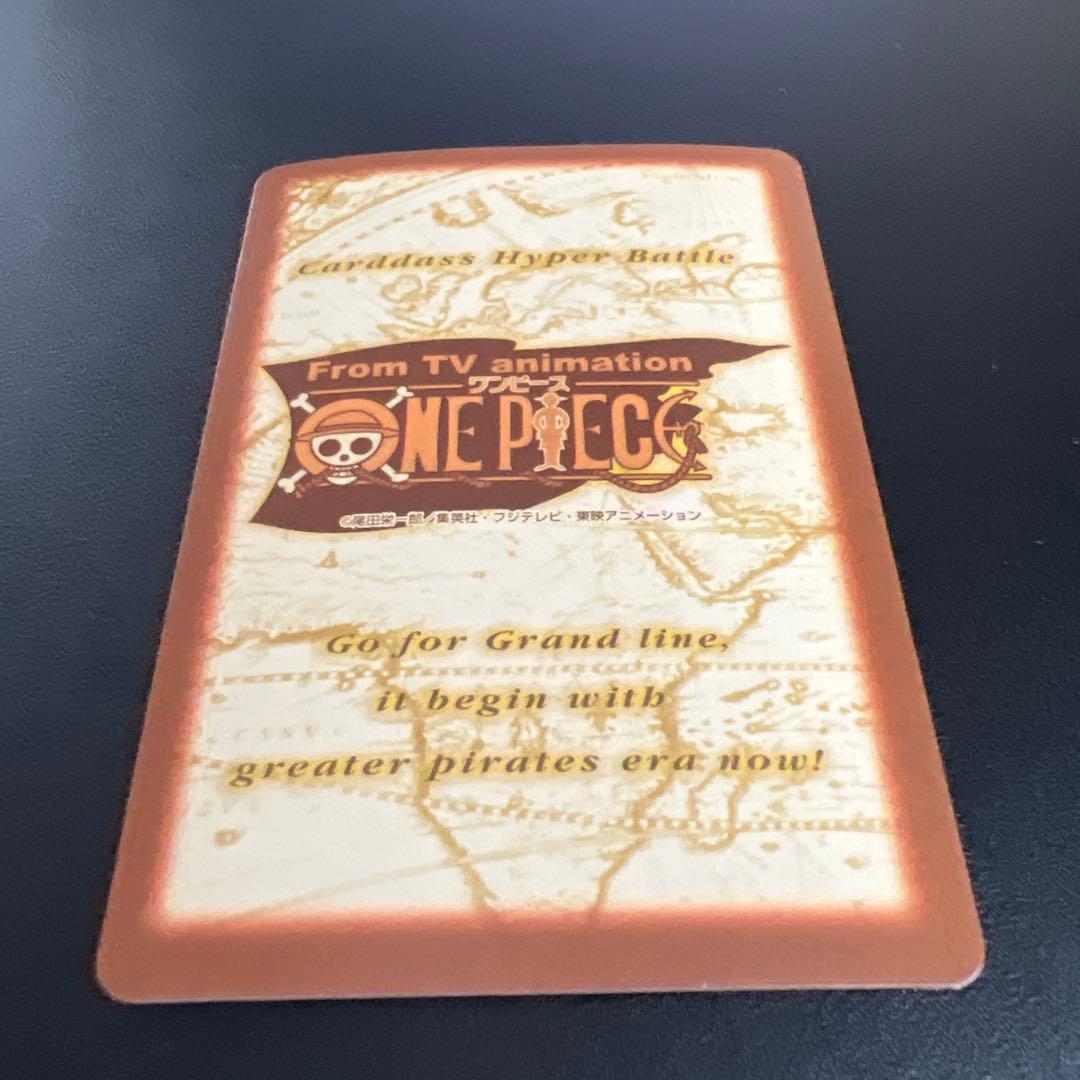 Carddass Hyper Battle
From TV animation
ワンピース
ONE PIECE
©尾田栄一郎/集英社・フジテレビ・東映アニメーション
Go for Grand line,
it begin with
greater pirates era now!